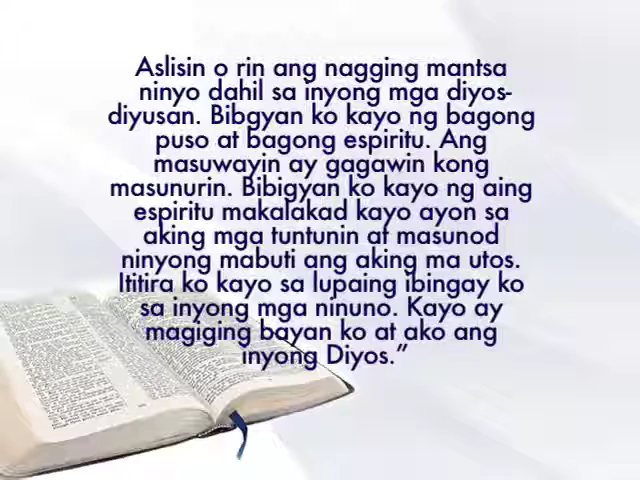 Aslisin o rin ang nagging mantsa
ninyo dahil sa inyong mga diyos-
diyusan. Bibgyan ko kayo ng bagong
puso at bagong espiritu. Ang
masuwayin ay gagawin kong
masunurin. Bibigyan ko kayo ng aing
espiritu makalakad kayo ayon sa
aking mga tuntunin at masunod
ninyong mabuti ang aking ma utos.
Ititira ko kayo sa lupaing ibingay ko
sa inyong mga ninuno. Kayo ay
magiging bayan ko at ako ang
inyong Diyos.”